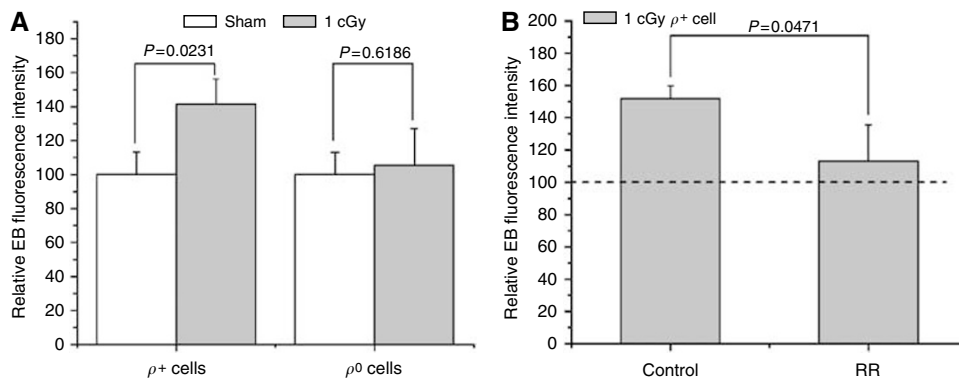 A
Sham
1 cGy
Relative EB fluorescence intensity
180
160
140
120
100
80
60
40
20
0
P=0.0231
P=0.6186
ρ+ cells
ρ0 cells
B
1 cGy ρ+ cell
Relative EB fluorescence intensity
200
180
160
140
120
100
80
60
40
20
0
P=0.0471
Control
RR